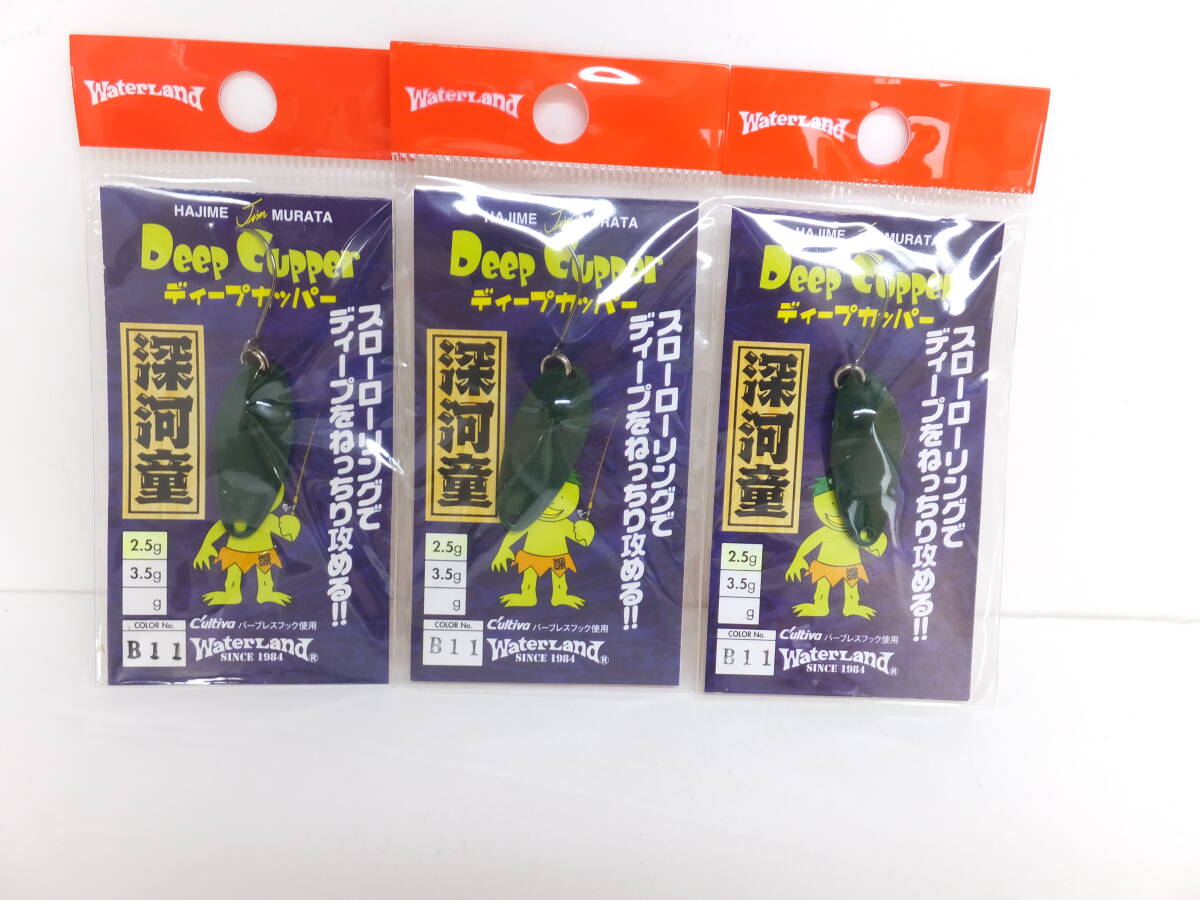 WaterLand
HAJIME Jim MURATA
Deep Cupper
ディープカッパー
スローローリングで
ディープをねっちり攻める!!
深河童
2.5g
3.5g
g
COLOR No.
B11
C'ultiva バーブレスフック使用
WaterLand®
SINCE 1984
WaterLand
HAJIME Jim MURATA
Deep Cupper
ディープカッパー
スローローリングで
ディープをねっちり攻める!!
深河童
2.5g
3.5g
g
COLOR No.
B11
C'ultiva バーブレスフック使用
WaterLand®
SINCE 1984
WaterLand
HAJIME Jim MURATA
Deep Cupper
ディープカッパー
スローローリングで
ディープをねっちり攻める!!
深河童
2.5g
3.5g
g
COLOR No.
B11
C'ultiva バーブレスフック使用
WaterLand®
SINCE 1984